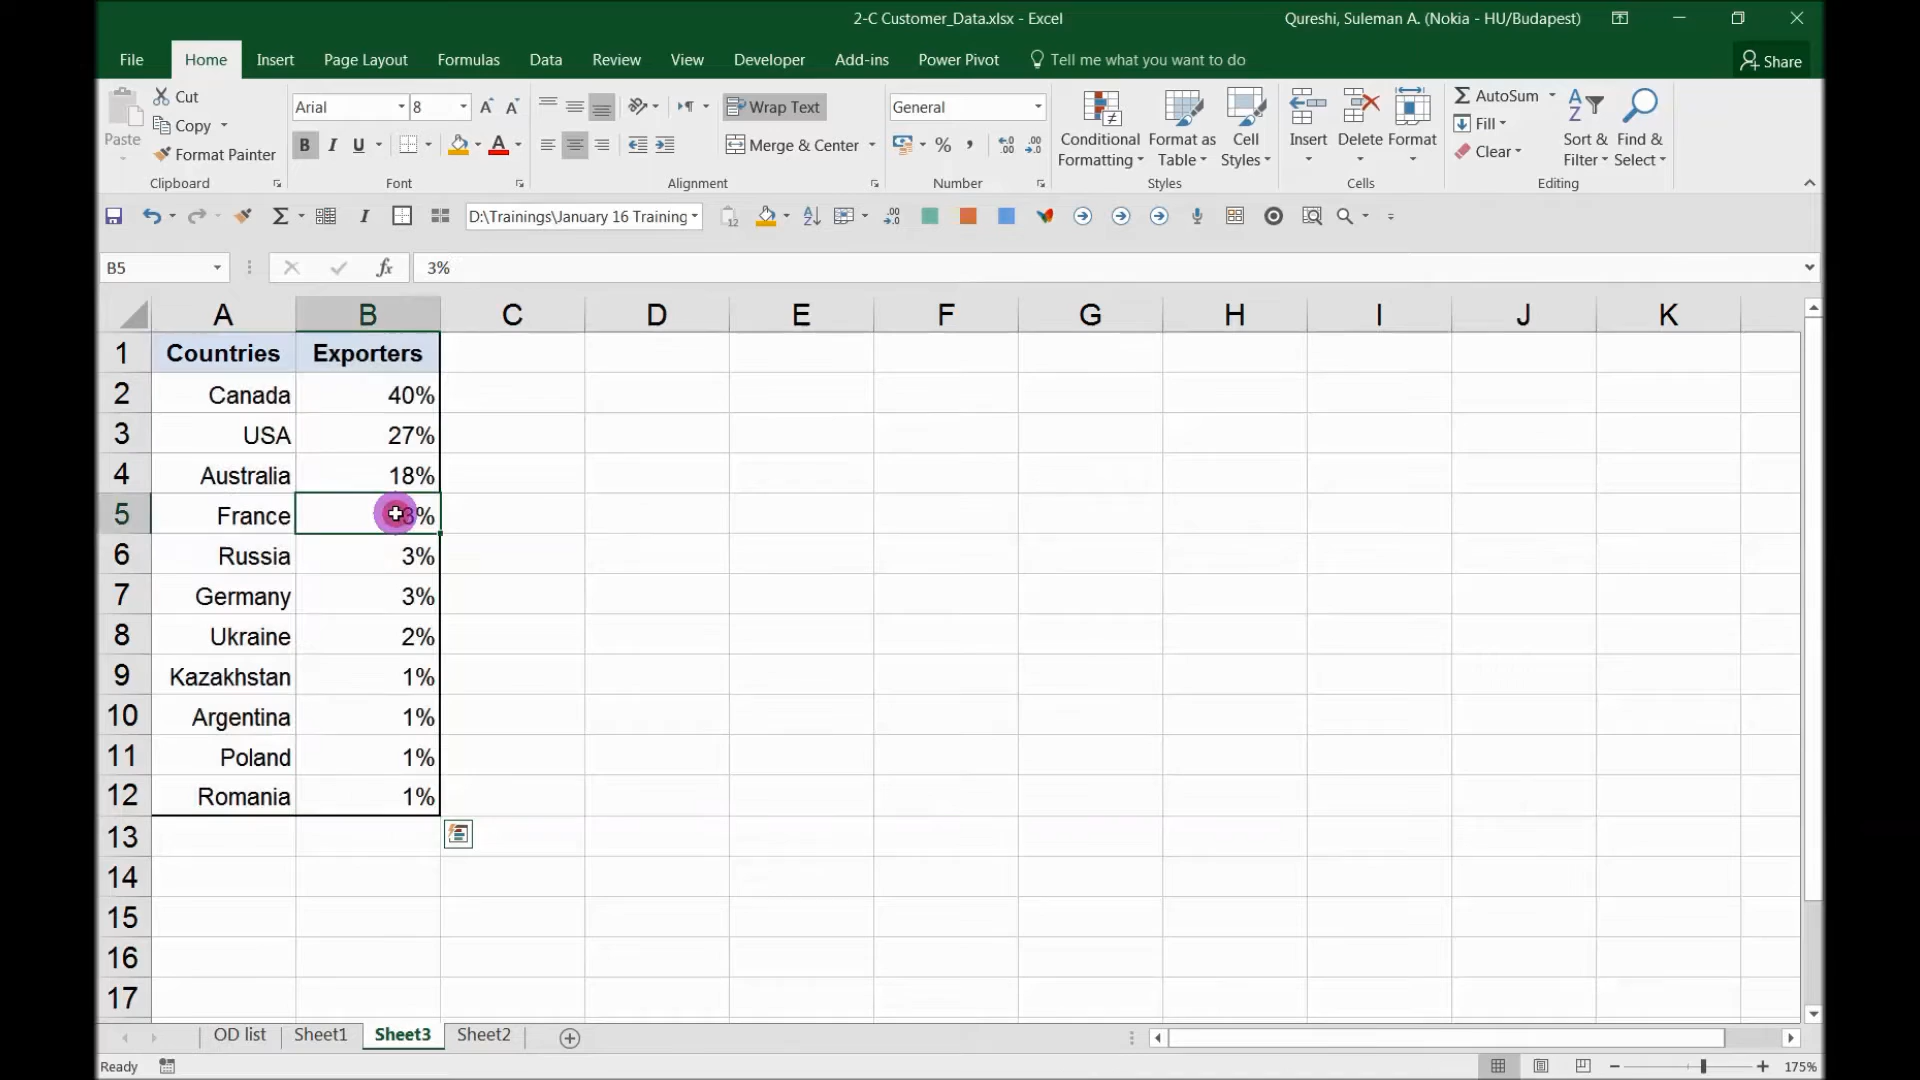 2-C Customer_Data.xlsx - Excel
Qureshi, Suleman A. (Nokia - HU/Budapest)
File Home Insert Page Layout Formulas Data Review View Developer Add-ins Power Pivot Tell me what you want to do Share
Paste Cut Copy Format Painter Clipboard
Arial 8 B I U A Font
Wrap Text Merge & Center Alignment
General % , Number
Conditional Formatting Format as Table Cell Styles Styles
Insert Delete Format Cells
AutoSum Fill Clear Sort & Filter Find & Select Editing
D:\Trainings\January 16 Training
B5 fx 3%
A B C D E F G H I J K
1 Countries Exporters
2 Canada 40%
3 USA 27%
4 Australia 18%
5 France 3%
6 Russia 3%
7 Germany 3%
8 Ukraine 2%
9 Kazakhstan 1%
10 Argentina 1%
11 Poland 1%
12 Romania 1%
13
14
15
16
17
OD list Sheet1 Sheet3 Sheet2
Ready 175%